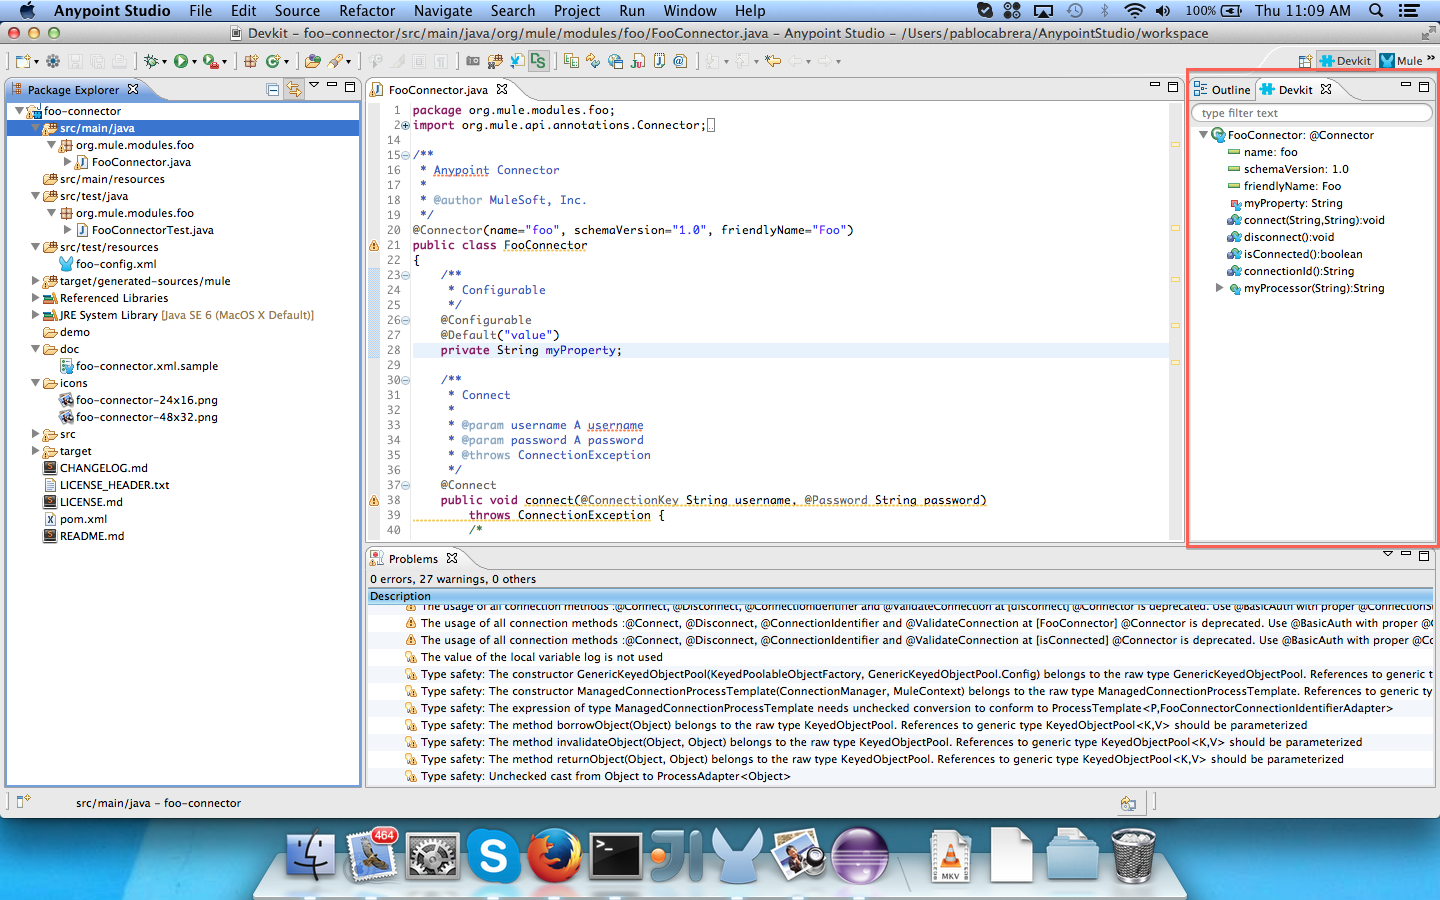 Anypoint Studio File Edit Source Refactor Navigate Search Project Run Window Help 100% Thu 11:09 AM
Devkit – foo-connector/src/main/java/org/mule/modules/foo/FooConnector.java – Anypoint Studio – /Users/pablocabrera/AnypointStudio/workspace
Devkit Mule »
Package Explorer
foo-connector
src/main/java
org.mule.modules.foo
FooConnector.java
src/main/resources
src/test/java
org.mule.modules.foo
FooConnectorTest.java
src/test/resources
foo-config.xml
target/generated-sources/mule
Referenced Libraries
JRE System Library [Java SE 6 (MacOS X Default)]
demo
doc
foo-connector.xml.sample
icons
foo-connector-24x16.png
foo-connector-48x32.png
src
target
CHANGELOG.md
LICENSE_HEADER.txt
LICENSE.md
pom.xml
README.md
FooConnector.java
1 package org.mule.modules.foo;
2 import org.mule.api.annotations.Connector;
14
15 /**
16 * Anypoint Connector
17 *
18 * @author MuleSoft, Inc.
19 */
20 @Connector(name="foo", schemaVersion="1.0", friendlyName="Foo")
21 public class FooConnector
22 {
23 /**
24 * Configurable
25 */
26 @Configurable
27 @Default("value")
28 private String myProperty;
29
30 /**
31 * Connect
32 *
33 * @param username A username
34 * @param password A password
35 * @throws ConnectionException
36 */
37 @Connect
38 public void connect(@ConnectionKey String username, @Password String password)
39 throws ConnectionException {
40 /*
Outline Devkit
type filter text
FooConnector: @Connector
name: foo
schemaVersion: 1.0
friendlyName: Foo
myProperty: String
connect(String,String):void
disconnect():void
isConnected():boolean
connectionId():String
myProcessor(String):String
Problems
0 errors, 27 warnings, 0 others
Description
The usage of all connection methods :@Connect, @Disconnect, @ConnectionIdentifier and @ValidateConnection at [disconnect] @Connector is deprecated. Use @BasicAuth with proper @ConnectionS
The usage of all connection methods :@Connect, @Disconnect, @ConnectionIdentifier and @ValidateConnection at [FooConnector] @Connector is deprecated. Use @BasicAuth with proper @
The usage of all connection methods :@Connect, @Disconnect, @ConnectionIdentifier and @ValidateConnection at [isConnected] @Connector is deprecated. Use @BasicAuth with proper @Co
The value of the local variable log is not used
Type safety: The constructor GenericKeyedObjectPool(KeyedPoolableObjectFactory, GenericKeyedObjectPool.Config) belongs to the raw type GenericKeyedObjectPool. References to generic t
Type safety: The constructor ManagedConnectionProcessTemplate(ConnectionManager, MuleContext) belongs to the raw type ManagedConnectionProcessTemplate. References to generic ty
Type safety: The expression of type ManagedConnectionProcessTemplate needs unchecked conversion to conform to ProcessTemplate<P,FooConnectorConnectionIdentifierAdapter>
Type safety: The method borrowObject(Object) belongs to the raw type KeyedObjectPool. References to generic type KeyedObjectPool<K,V> should be parameterized
Type safety: The method invalidateObject(Object, Object) belongs to the raw type KeyedObjectPool. References to generic type KeyedObjectPool<K,V> should be parameterized
Type safety: The method returnObject(Object, Object) belongs to the raw type KeyedObjectPool. References to generic type KeyedObjectPool<K,V> should be parameterized
Type safety: Unchecked cast from Object to ProcessAdapter<Object>
src/main/java – foo-connector
464
MKV